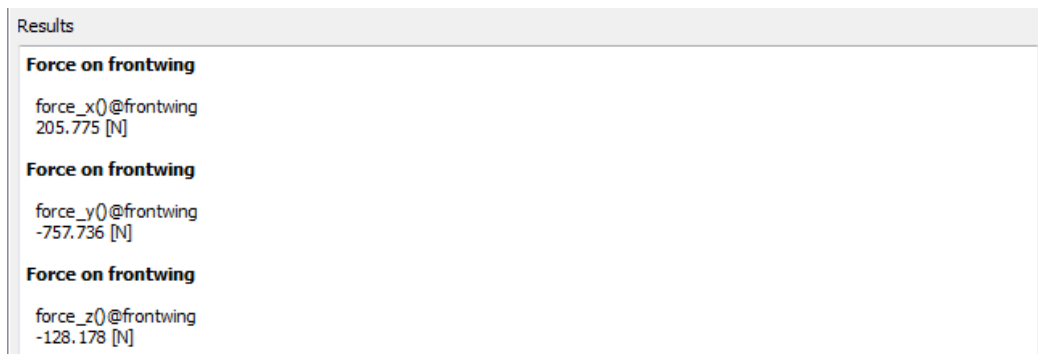 Results
Force on frontwing
force_x()@frontwing
205.775 [N]
Force on frontwing
force_y()@frontwing
-757.736 [N]
Force on frontwing
force_z()@frontwing
-128.178 [N]